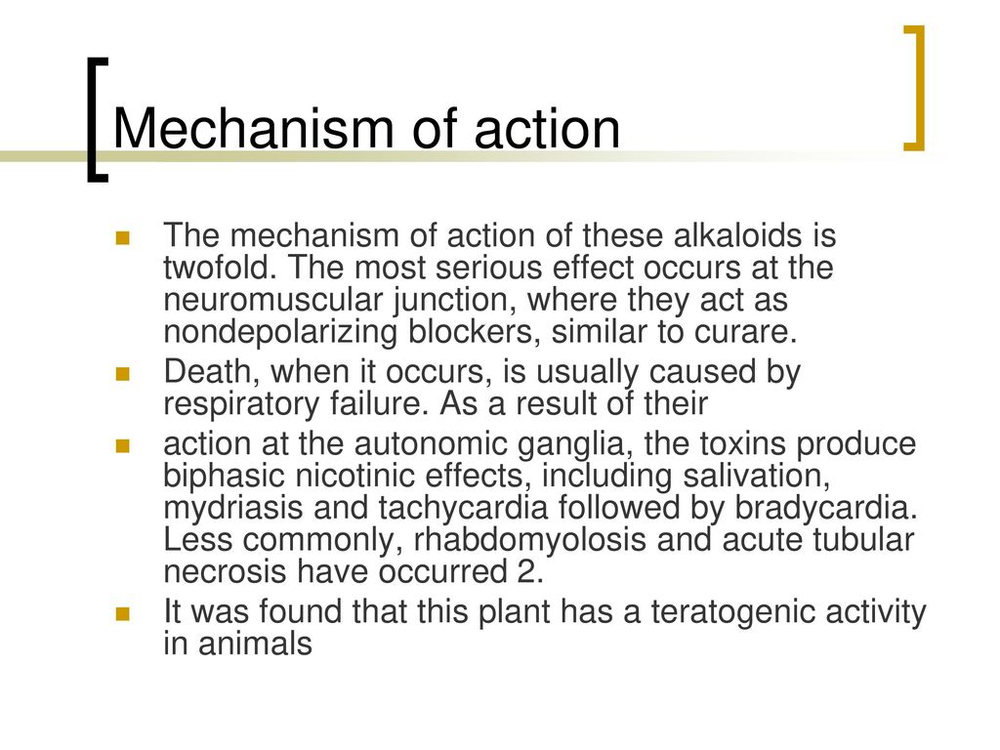 Mechanism of action
The mechanism of action of these alkaloids is
twofold. The most serious effect occurs at the
neuromuscular junction, where they act as
nondepolarizing blockers, similar to curare.
Death, when it occurs, is usually caused by
respiratory failure. As a result of their
action at the autonomic ganglia, the toxins produce
biphasic nicotinic effects, including salivation,
mydriasis and tachycardia followed by bradycardia.
Less commonly, rhabdomyolosis and acute tubular
necrosis have occurred 2.
It was found that this plant has a teratogenic activity
in animals